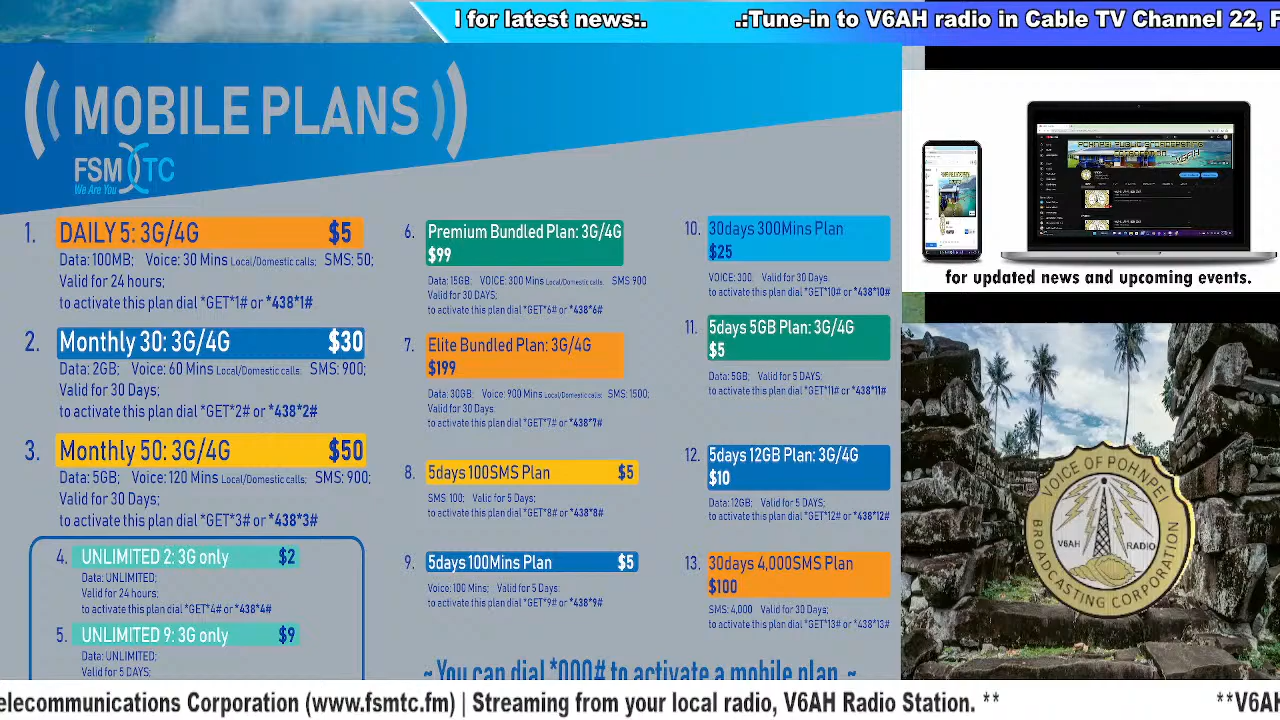 l for latest news:.
.:Tune-in to V6AH radio in Cable TV Channel 22, F
MOBILE PLANS
FSMTC
We Are You
1. DAILY 5: 3G/4G $5
Data: 100MB; Voice: 30 Mins Local/Domestic calls; SMS: 50;
Valid for 24 hours;
to activate this plan dial *GET*1# or *438*1#
2. Monthly 30: 3G/4G $30
Data: 2GB; Voice: 60 Mins Local/Domestic calls. SMS: 900;
Valid for 30 Days;
to activate this plan dial *GET*2# or *438*2#
3. Monthly 50: 3G/4G $50
Data: 5GB; Voice: 120 Mins Local/Domestic calls; SMS: 900;
Valid for 30 Days;
to activate this plan dial *GET*3# or *438*3#
4. UNLIMITED 2: 3G only $2
Data: UNLIMITED;
Valid for 24 hours;
to activate this plan dial *GET*4# or *438*4#
5. UNLIMITED 9: 3G only $9
Data: UNLIMITED;
Valid for 5 DAYS;
6. Premium Bundled Plan: 3G/4G
$99
Data: 15GB; VOICE: 300 Mins Local/Domestic calls. SMS 900
Valid for 30 DAYS;
to activate this plan dial *GET*6# or *438*6#
7. Elite Bundled Plan: 3G/4G
$199
Data: 30GB; Voice: 900 Mins Local/Domestic calls; SMS: 1500;
Valid for 30 Days;
to activate this plan dial *GET*7# or *438*7#
8. 5days 100SMS Plan $5
SMS 100; Valid for 5 Days;
to activate this plan dial *GET*8# or *438*8#
9. 5days 100Mins Plan $5
Voice: 100 Mins; Valid for 5 Days;
to activate this plan dial *GET*9# or *438*9#
10. 30days 300Mins Plan
$25
VOICE: 300 Valid for 30 Days;
to activate this plan dial *GET*10# or *438*10#
11. 5days 5GB Plan: 3G/4G
$5
Data: 5GB; Valid for 5 DAYS;
to activate this plan dial *GET*11# or *438*11#
12. 5days 12GB Plan: 3G/4G
$10
Data: 12GB; Valid for 5 DAYS;
to activate this plan dial *GET*12# or *438*12#
13. 30days 4,000SMS Plan
$100
SMS: 4,000 Valid for 30 Days;
to activate this plan dial *GET*13# or *438*13#
~ You can dial *000# to activate a mobile plan ~
for updated news and upcoming events.
VOICE OF POHNPEI
V6AH RADIO
BROADCASTING CORPORATION
elecommunications Corporation (www.fsmtc.fm) | Streaming from your local radio, V6AH Radio Station. **
**V6AH